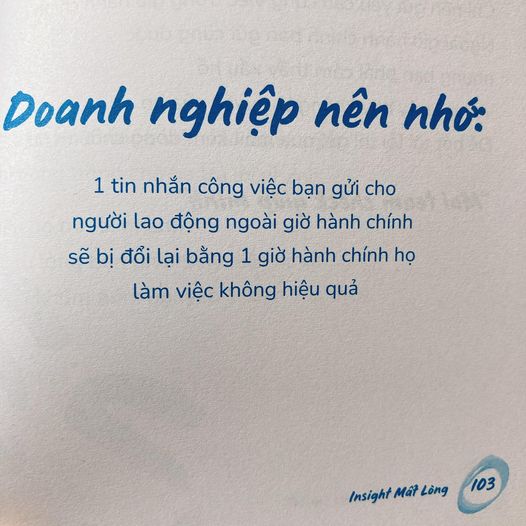 Doanh nghiệp nên nhớ:
1 tin nhắn công việc bạn gửi cho
người lao động ngoài giờ hành chính
sẽ bị đổi lại bằng 1 giờ hành chính họ
làm việc không hiệu quả
Insight Mất Lòng 103